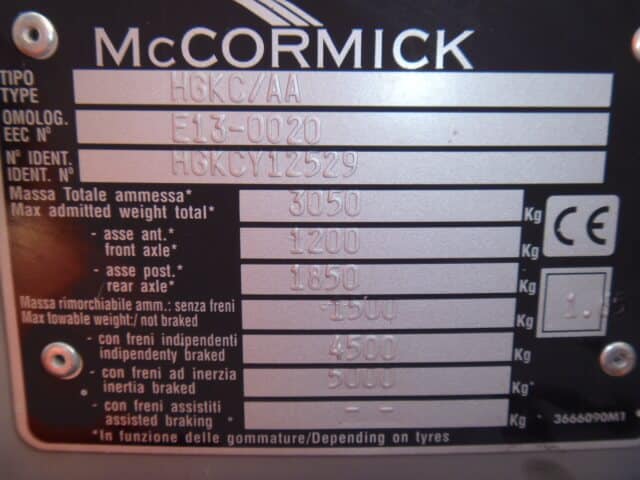 McCORMICK
TIPO
TYPE HGKC/AA
OMOLOG.
EEC N° E13-0020
N° IDENT.
IDENT. N° HGKCY12529
Massa Totale ammessa*
Max admitted weight total* 3050 Kg
- asse ant.*
front axle* 1200 Kg
- asse post.*
rear axle* 1850 Kg
CE
Massa rimorchiabile amm.: senza freni
Max towable weight:/ not braked -1500 Kg
- con freni indipendenti
indipendenty braked 4500 Kg
- con freni ad inerzia
inertia braked 5000 Kg*
- con freni assistiti
assisted braking - - Kg
3666090M1
*In funzione delle gommature/Depending on tyres